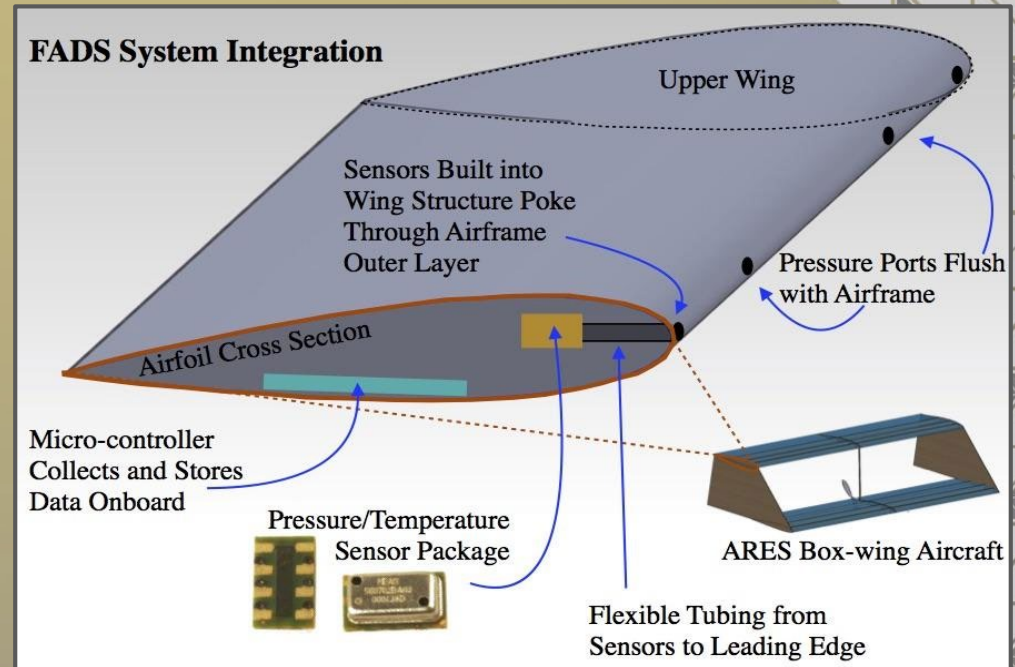 FADS System Integration
Upper Wing
Sensors Built into
Wing Structure Poke
Through Airframe
Outer Layer
Pressure Ports Flush
with Airframe
Airfoil Cross Section
Micro-controller
Collects and Stores
Data Onboard
Pressure/Temperature
Sensor Package
ARES Box-wing Aircraft
Flexible Tubing from
Sensors to Leading Edge